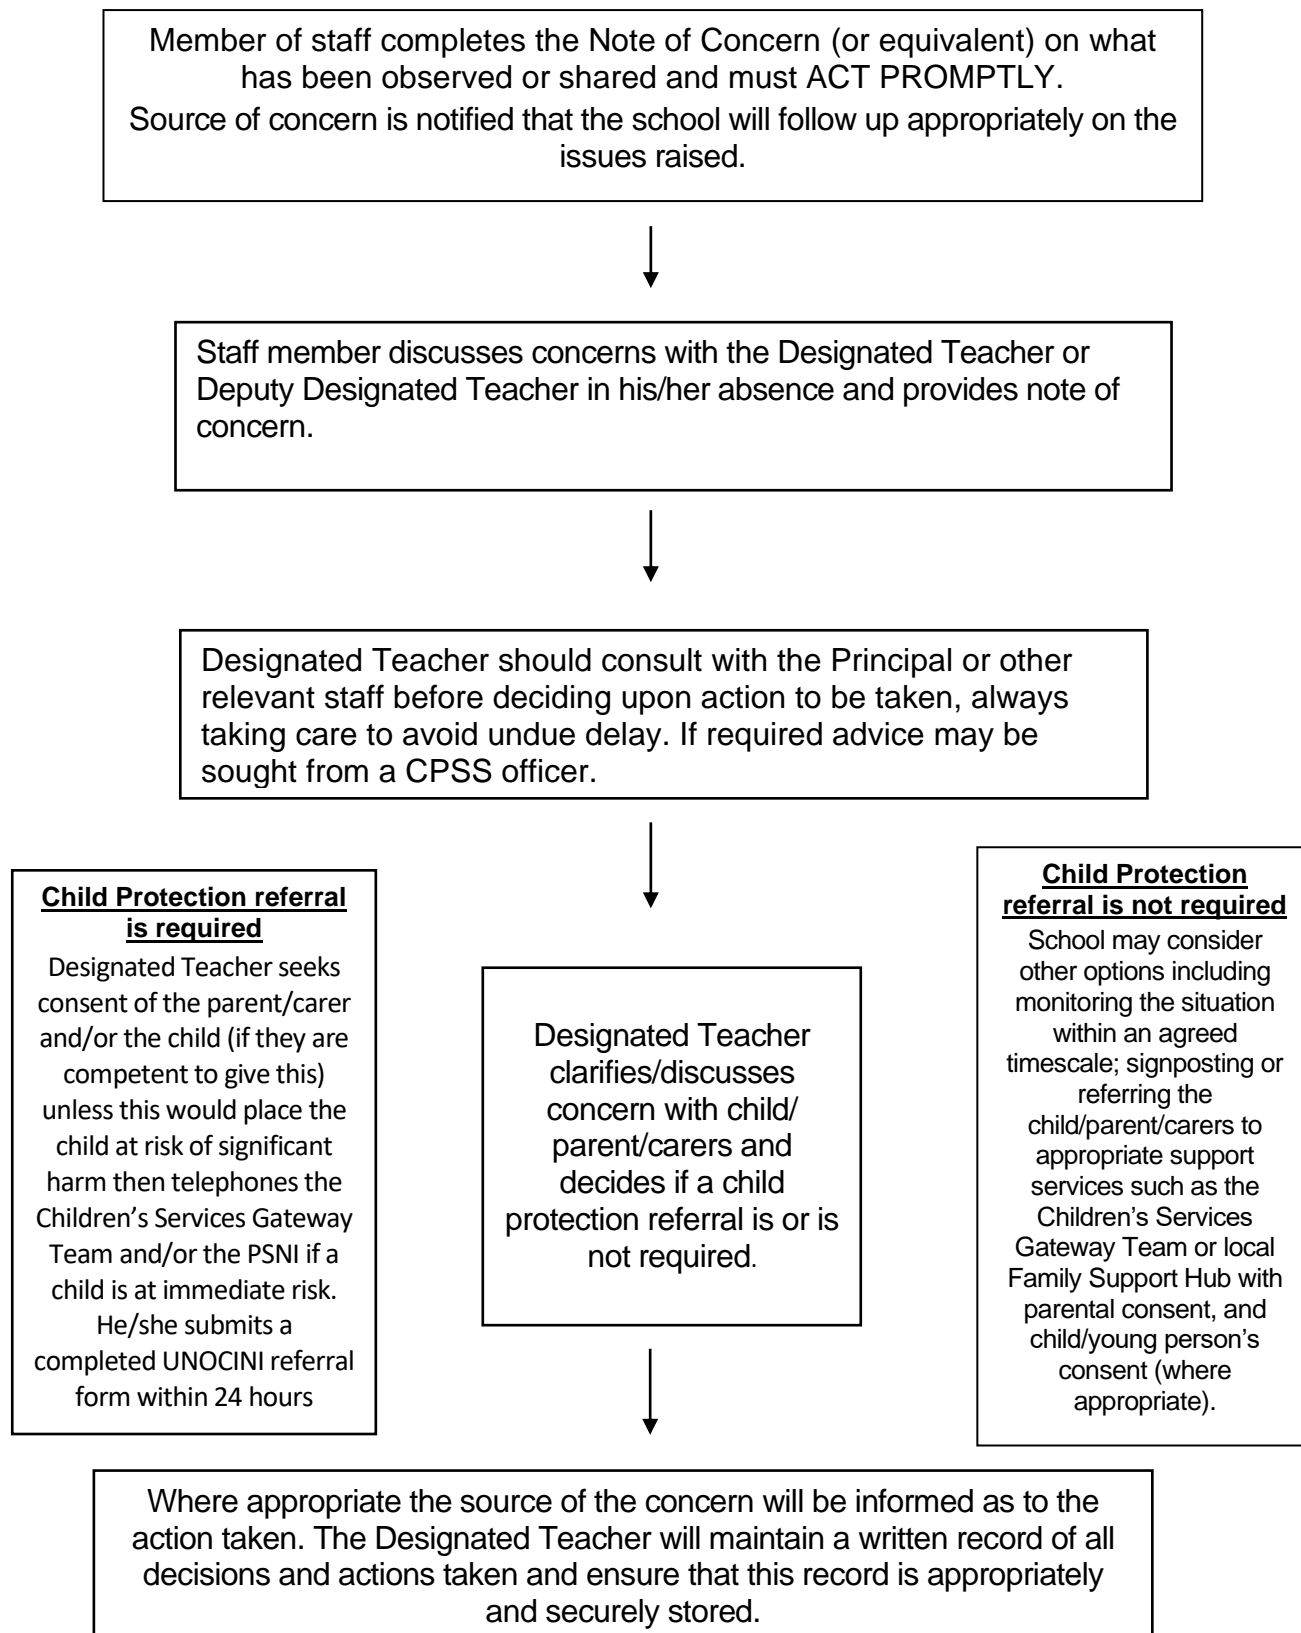 Member of staff completes the Note of Concern (or equivalent) on what
has been observed or shared and must ACT PROMPTLY.
Source of concern is notified that the school will follow up appropriately on the
issues raised.
Staff member discusses concerns with the Designated Teacher or
Deputy Designated Teacher in his/her absence and provides note of
concern.
Designated Teacher should consult with the Principal or other
relevant staff before deciding upon action to be taken, always
taking care to avoid undue delay. If required advice may be
sought from a CPSS officer.
Child Protection referral
is required
Designated Teacher seeks
consent of the parent/carer
and/or the child (if they are
competent to give this)
unless this would place the
child at risk of significant
harm then telephones the
Children’s Services Gateway
Team and/or the PSNI if a
child is at immediate risk.
He/she submits a
completed UNOCINI referral
form within 24 hours
Designated Teacher
clarifies/discusses
concern with child/
parent/carers and
decides if a child
protection referral is or is
not required.
Child Protection
referral is not required
School may consider
other options including
monitoring the situation
within an agreed
timescale; signposting or
referring the
child/parent/carers to
appropriate support
services such as the
Children’s Services
Gateway Team or local
Family Support Hub with
parental consent, and
child/young person’s
consent (where
appropriate).
Where appropriate the source of the concern will be informed as to the
action taken. The Designated Teacher will maintain a written record of all
decisions and actions taken and ensure that this record is appropriately
and securely stored.